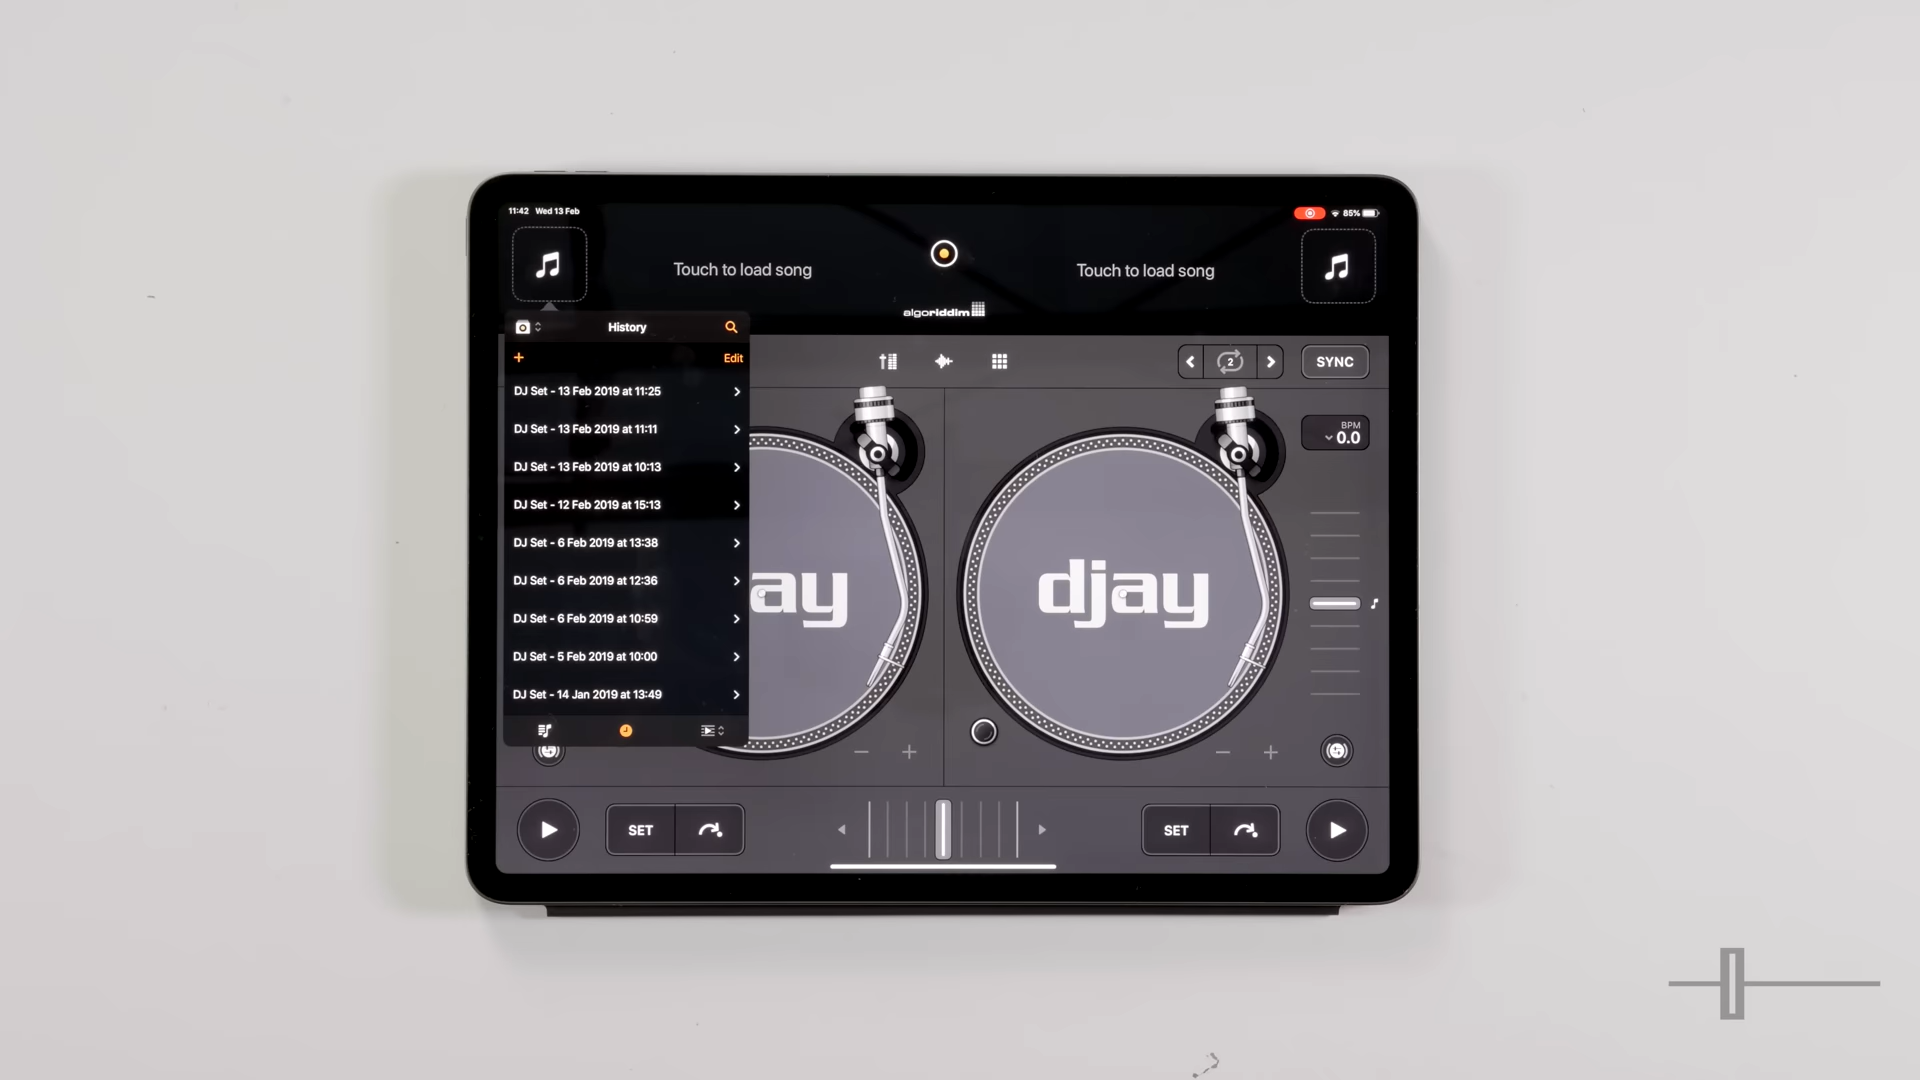 11:42 Wed 13 Feb
85%
Touch to load song
Touch to load song
algoriddim
History
+ Edit
2
SYNC
DJ Set - 13 Feb 2019 at 11:25
DJ Set - 13 Feb 2019 at 11:11
DJ Set - 13 Feb 2019 at 10:13
DJ Set - 12 Feb 2019 at 15:13
DJ Set - 6 Feb 2019 at 13:38
DJ Set - 6 Feb 2019 at 12:36
DJ Set - 6 Feb 2019 at 10:59
DJ Set - 5 Feb 2019 at 10:00
DJ Set - 14 Jan 2019 at 13:49
BPM
0.0
ay
djay
− +
− +
SET
SET